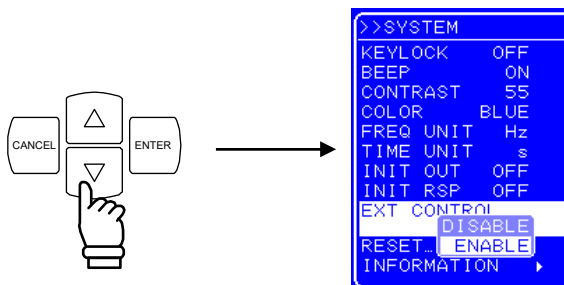 >>SYSTEM
KEYLOCK OFF
BEEP ON
CONTRAST 55
COLOR BLUE
FREQ UNIT Hz
TIME UNIT s
INIT OUT OFF
INIT RSP OFF
EXT CONTROL
DISABLE
RESET… ENABLE
INFORMATION
CANCEL
ENTER